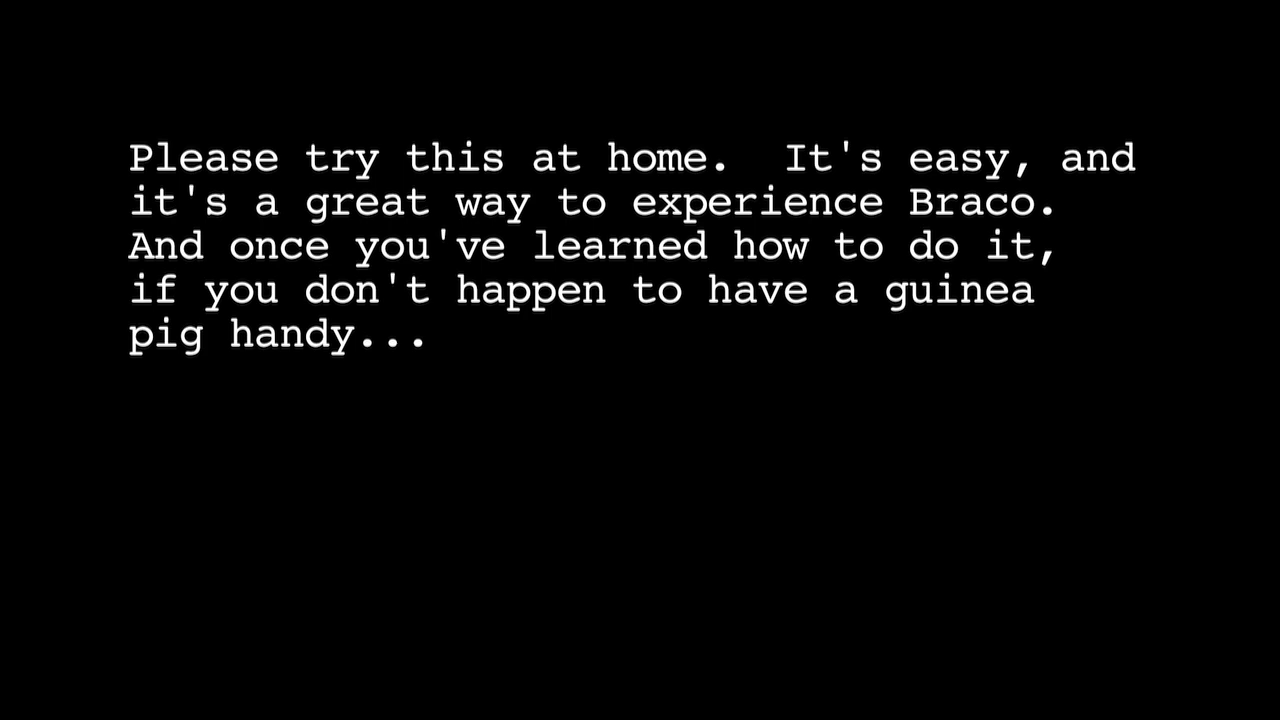 Please try this at home.  It's easy, and
it's a great way to experience Braco.
And once you've learned how to do it,
if you don't happen to have a guinea
pig handy...